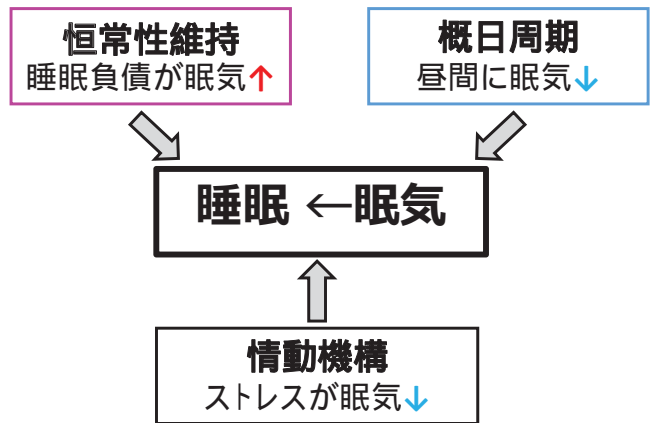 恒常性維持
睡眠負債が眠気↑
概日周期
昼間に眠気↓
睡眠 ←眠気
情動機構
ストレスが眠気↓